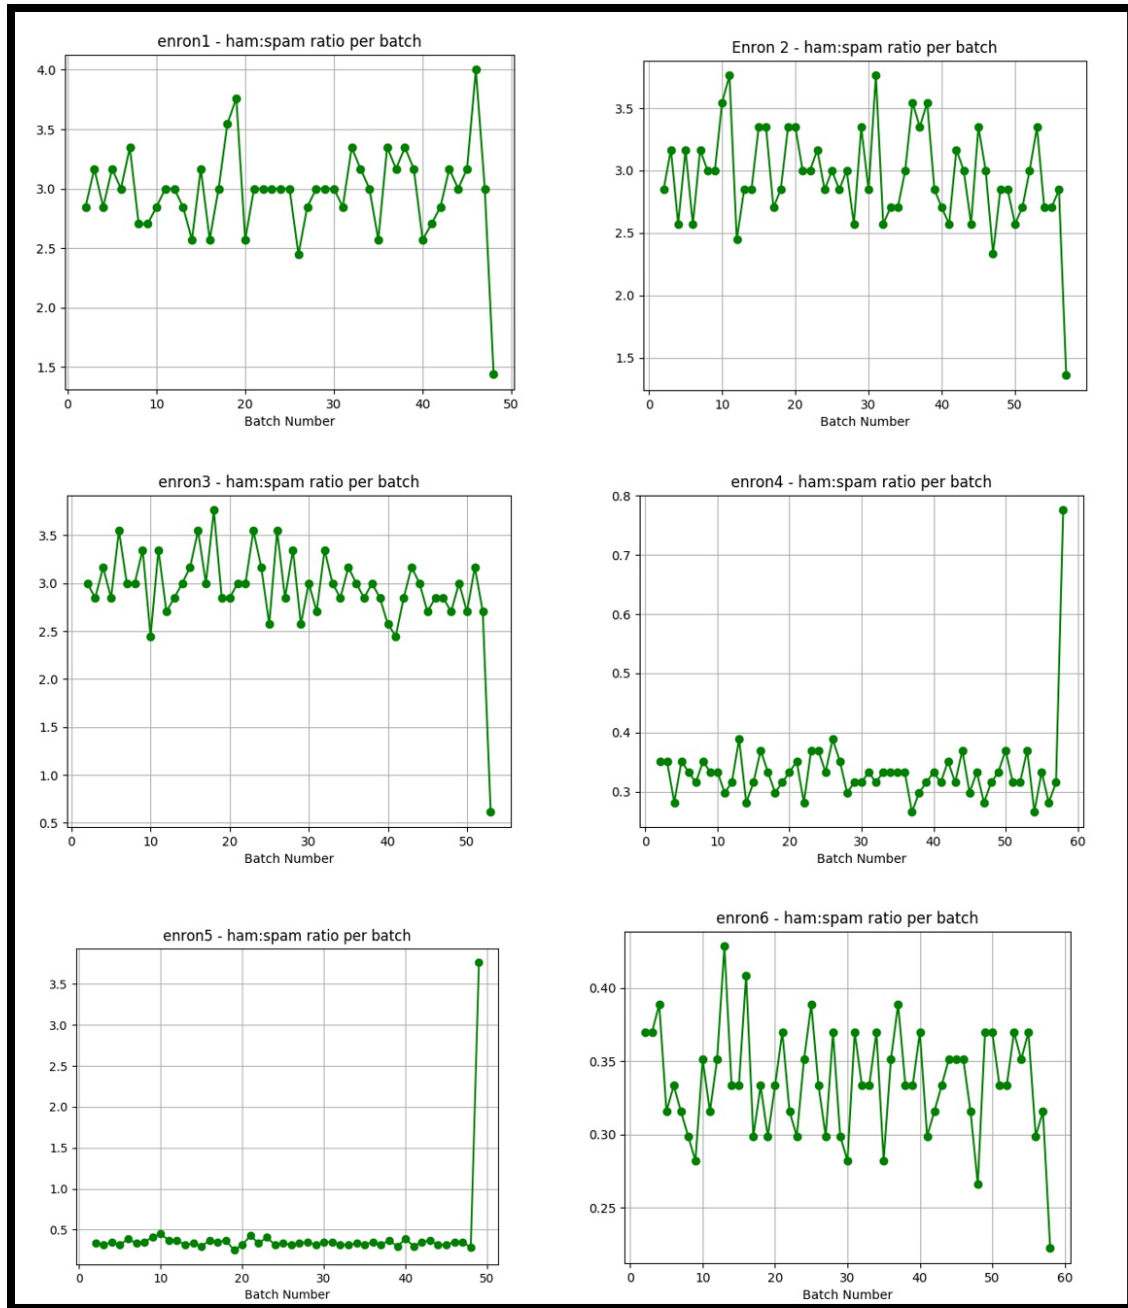 enron1 - ham:spam ratio per batch
4.0
3.5
3.0
2.5
2.0
1.5
0 10 20 30 40 50
Batch Number
Enron 2 - ham:spam ratio per batch
3.5
3.0
2.5
2.0
1.5
0 10 20 30 40 50
Batch Number
enron3 - ham:spam ratio per batch
3.5
3.0
2.5
2.0
1.5
1.0
0.5
0 10 20 30 40 50
Batch Number
enron4 - ham:spam ratio per batch
0.8
0.7
0.6
0.5
0.4
0.3
0 10 20 30 40 50 60
Batch Number
enron5 - ham:spam ratio per batch
3.5
3.0
2.5
2.0
1.5
1.0
0.5
0 10 20 30 40 50
Batch Number
enron6 - ham:spam ratio per batch
0.40
0.35
0.30
0.25
0 10 20 30 40 50 60
Batch Number